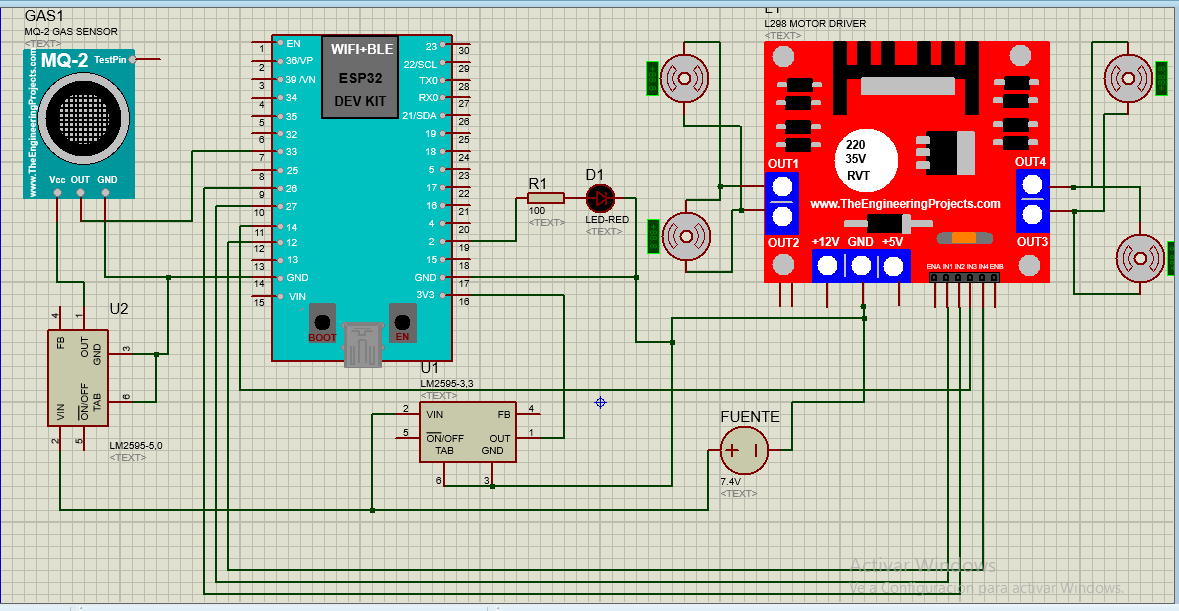 GAS1
MQ-2 GAS SENSOR
<TEXT>
MQ-2
TestPin
www.TheEngineeringProjects.com
Vcc OUT GND
WIFI+BLE
ESP32
DEV KIT
1 EN
2 36/VP
3 39 /VN
4 34
5 35
6 32
7 33
8 25
9 26
10 27
11 14
12 12
13 13
14 GND
15 VIN
23 30
22/SCL 29
TX0 28
RX0 27
21/SDA 26
19 25
18 24
5 23
17 22
16 21
4 20
2 19
15 18
GND 17
3V3 16
BOOT
EN
R1
100
<TEXT>
D1
LED-RED
<TEXT>
L298 MOTOR DRIVER
<TEXT>
220
35V
RVT
OUT1
OUT4
www.TheEngineeringProjects.com
OUT2
OUT3
+12V GND +5V
ENA IN1 IN2 IN3 IN4 ENB
U2
4
1
FB
OUT
GND
3
VIN
ON/OFF
TAB
6
2
5
LM2595-5,0
<TEXT>
U1
LM2595-3,3
<TEXT>
2 VIN FB 4
5 ON/OFF OUT 1
TAB GND
6 3
FUENTE
+
7.4V
<TEXT>
Activar Windows
Ve a Configuración para activar Windows.